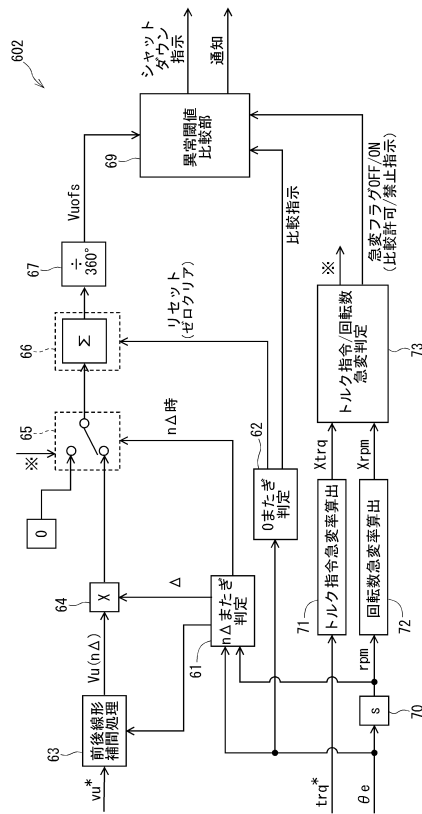 602
vu*
63
前後線形
補間処理
Vu(nΔ)
64
X
Δ
61
nΔまたぎ
判定
nΔ時
0
※
65
66
Σ
67
÷
360°
Vuofs
リセット
(ゼロクリア)
62
0またぎ
判定
比較指示
69
異常閾値
比較部
シャット
ダウン
指示
通知
trq*
θe
70
s
rpm
71
トルク指令急変率算出
72
回転数急変率算出
Xtrq
Xrpm
73
トルク指令/回転数
急変判定
※
急変フラグOFF/ON
(比較許可/禁止指示)